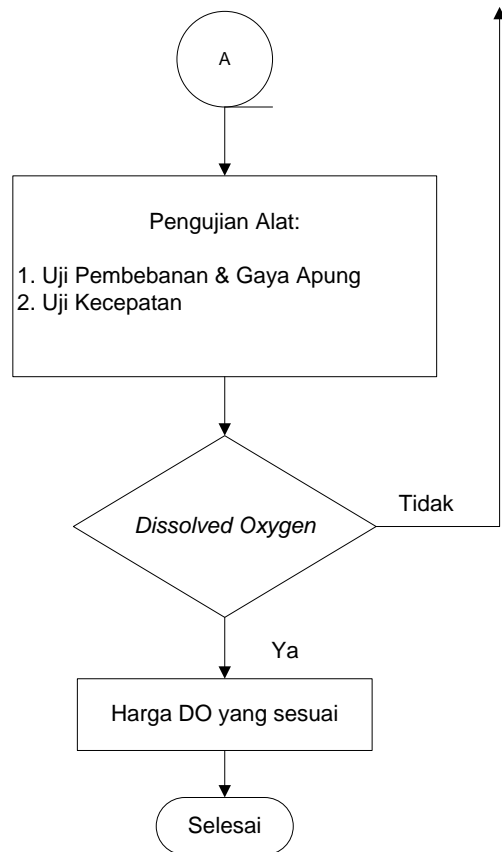 A
Pengujian Alat:
1. Uji Pembebanan & Gaya Apung
2. Uji Kecepatan
Dissolved Oxygen
Tidak
Ya
Harga DO yang sesuai
Selesai